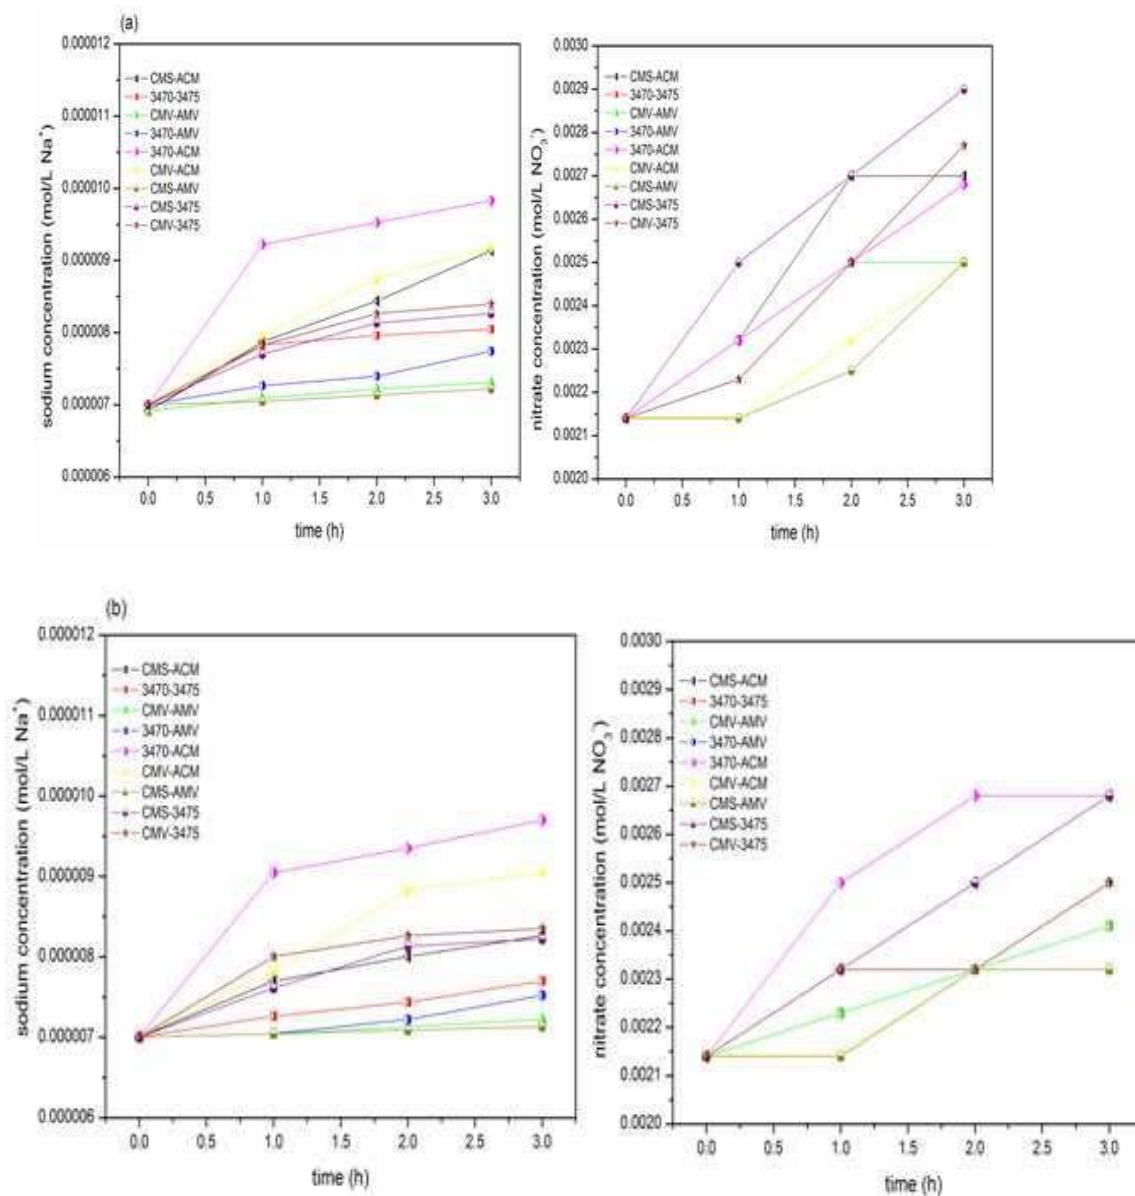 (a)
0.000012
0.000011
0.000010
0.000009
0.000008
0.000007
0.000006
sodium concentration (mol/L Na⁺)
CMS-ACM
3470-3475
CMV-AMV
3470-AMV
3470-ACM
CMV-ACM
CMS-AMV
CMS-3475
CMV-3475
0.0 0.5 1.0 1.5 2.0 2.5 3.0
time (h)
0.0030
0.0029
0.0028
0.0027
0.0026
0.0025
0.0024
0.0023
0.0022
0.0021
0.0020
nitrate concentration (mol/L NO₃⁻)
CMS-ACM
3470-3475
CMV-AMV
3470-AMV
3470-ACM
CMV-ACM
CMS-AMV
CMS-3475
CMV-3475
0.0 0.5 1.0 1.5 2.0 2.5 3.0
time (h)
(b)
0.000012
0.000011
0.000010
0.000009
0.000008
0.000007
0.000006
sodium concentration (mol/L Na⁺)
CMS-ACM
3470-3475
CMV-AMV
3470-AMV
3470-ACM
CMV-ACM
CMS-AMV
CMS-3475
CMV-3475
0.0 0.5 1.0 1.5 2.0 2.5 3.0
time (h)
0.0030
0.0029
0.0028
0.0027
0.0026
0.0025
0.0024
0.0023
0.0022
0.0021
0.0020
nitrate concentration (mol/L NO₃⁻)
CMS-ACM
3470-3475
CMV-AMV
3470-AMV
3470-ACM
CMV-ACM
CMS-AMV
CMS-3475
CMV-3475
0.0 0.5 1.0 1.5 2.0 2.5 3.0
time (h)